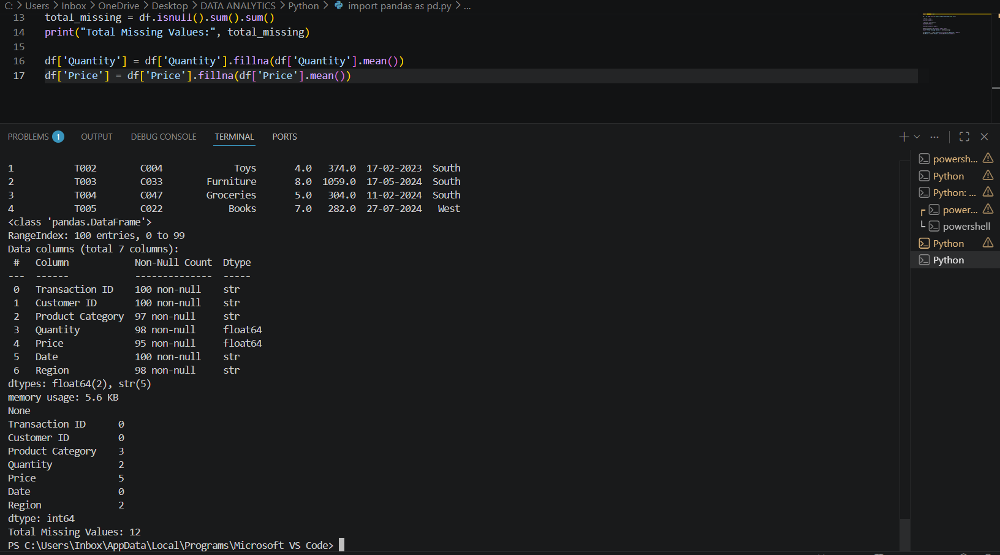 C: > Users > Inbox > OneDrive > Desktop > DATA ANALYTICS > Python > import pandas as pd.py > ...
13 total_missing = df.isnull().sum().sum()
14 print("Total Missing Values:", total_missing)
15
16 df['Quantity'] = df['Quantity'].fillna(df['Quantity'].mean())
17 df['Price'] = df['Price'].fillna(df['Price'].mean())
PROBLEMS 1 OUTPUT DEBUG CONSOLE TERMINAL PORTS
1 T002 C004 Toys 4.0 374.0 17-02-2023 South
2 T003 C033 Furniture 8.0 1059.0 17-05-2024 South
3 T004 C047 Groceries 5.0 304.0 11-02-2024 South
4 T005 C022 Books 7.0 282.0 27-07-2024 West
<class 'pandas.DataFrame'>
RangeIndex: 100 entries, 0 to 99
Data columns (total 7 columns):
# Column Non-Null Count Dtype
--- ------ -------------- -----
0 Transaction ID 100 non-null str
1 Customer ID 100 non-null str
2 Product Category 97 non-null str
3 Quantity 98 non-null float64
4 Price 95 non-null float64
5 Date 100 non-null str
6 Region 98 non-null str
dtypes: float64(2), str(5)
memory usage: 5.6 KB
None
Transaction ID 0
Customer ID 0
Product Category 3
Quantity 2
Price 5
Date 0
Region 2
dtype: int64
Total Missing Values: 12
PS C:\Users\Inbox\AppData\Local\Programs\Microsoft VS Code>
powersh...
Python
Python: ...
power...
powershell
Python
Python